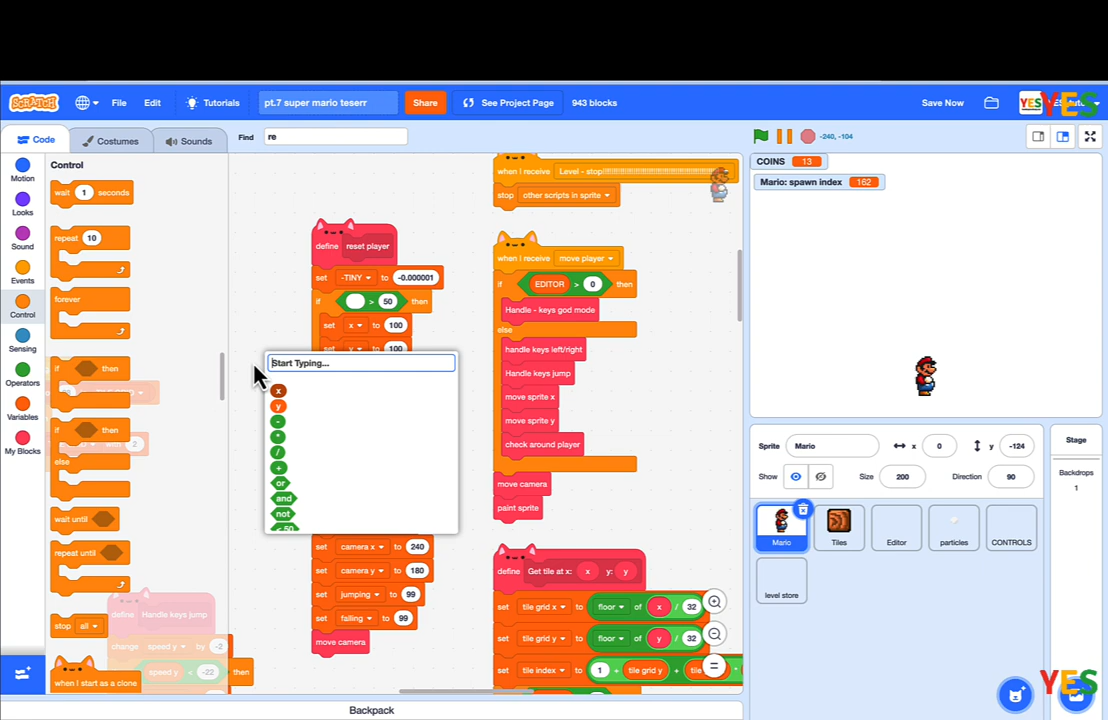 YES YES
SCRATCH File Edit Tutorials pt.7 super mario teserr Share See Project Page 943 blocks Save Now
Code Costumes Sounds Find re -240, -104
Motion
Looks
Sound
Events
Control
Sensing
Operators
Variables
My Blocks
Control
wait 1 seconds
repeat 10
forever
if then
if then
else
wait until
repeat until
stop all
when I start as a clone
define Handle keys jump
change speed y by -2
speed y < -22 then
define reset player
set -TINY to -0.000001
if > 50 then
set x to 100
set y to 100
Start Typing...
x
y
-
*
/
+
or
and
not
< 50
set camera x to 240
set camera y to 180
set jumping to 99
set falling to 99
move camera
when I receive Level - stop!!!!!!!!!!!!!!!!!!!!!!!!!!!!!!
stop other scripts in sprite
when I receive move player
if EDITOR > 0 then
Handle - keys god mode
else
handle keys left/right
Handle keys jump
move sprite x
move sprite y
check around player
move camera
paint sprite
define Get tile at x: x y: y
set tile grid x to floor of x / 32
set tile grid y to floor of y / 32
set tile index to 1 + tile grid y +
COINS 13
Mario: spawn index 162
Sprite Mario x 0 y -124
Show Size 200 Direction 90
Mario Tiles Editor particles CONTROLS
level store
Stage
Backdrops
1
Backpack
YES YES